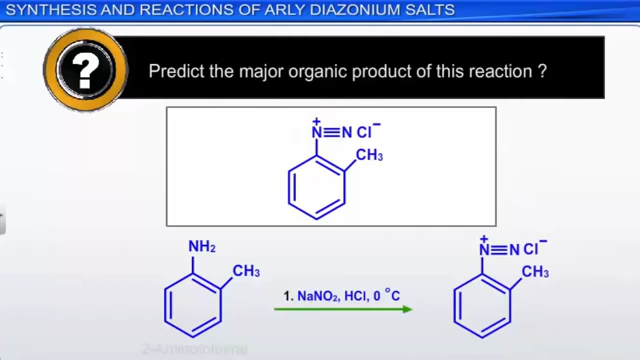 SYNTHESIS AND REACTIONS OF ARLY DIAZONIUM SALTS
?
Predict the major organic product of this reaction ?
+ −
N≡N Cl
CH₃
NH₂
CH₃
1. NaNO₂, HCl, 0 °C
+ −
N≡N Cl
CH₃
2-Aminotoluene